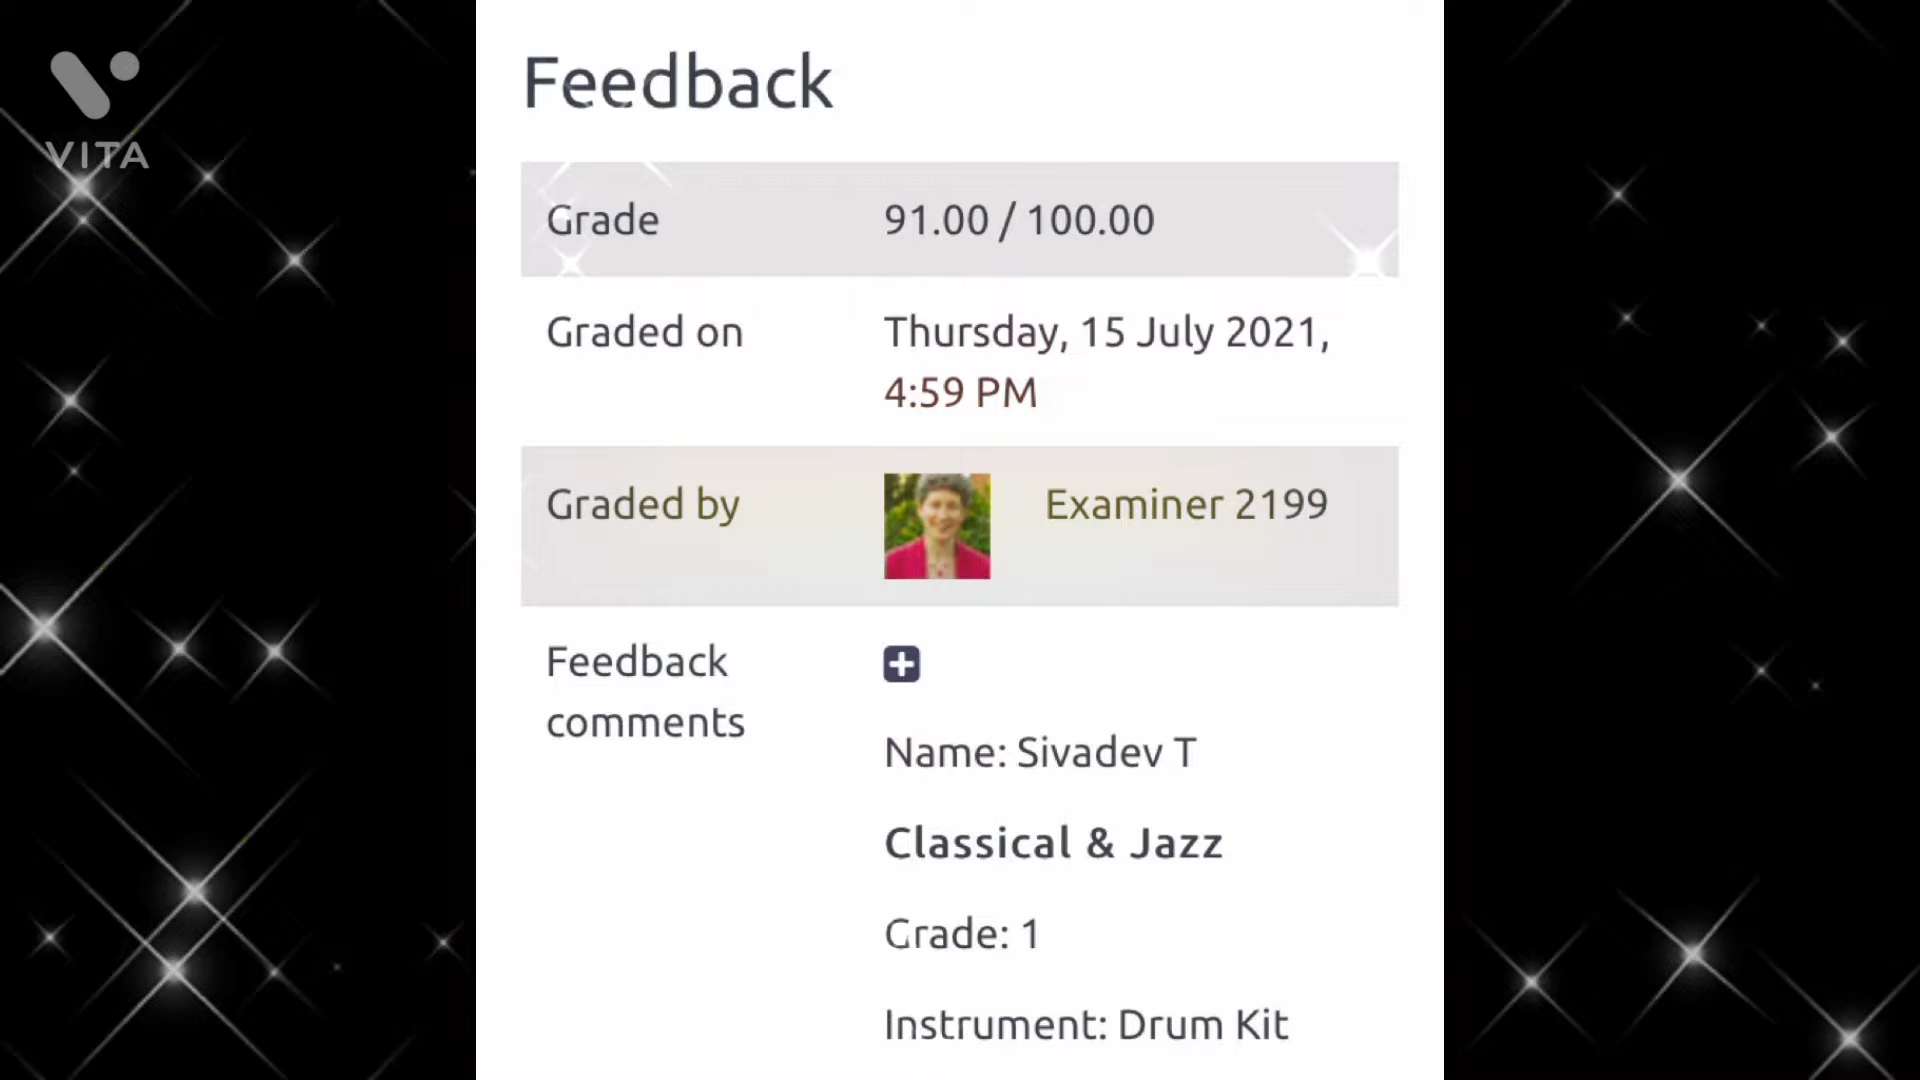 VITA
Feedback
Grade 91.00 / 100.00
Graded on Thursday, 15 July 2021,
4:59 PM
Graded by Examiner 2199
Feedback
comments
Name: Sivadev T
Classical & Jazz
Grade: 1
Instrument: Drum Kit